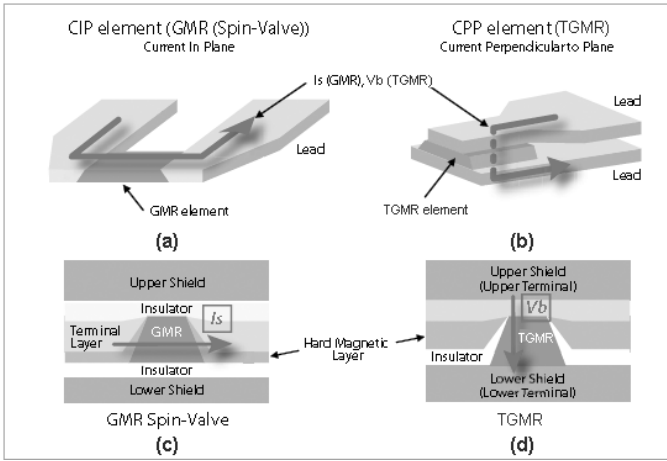 CIP element (GMR (Spin-Valve))
Current In Plane
CPP element (TGMR)
Current Perpendicular to Plane
Is (GMR), Vb (TGMR)
Lead
Lead
Lead
GMR element
TGMR element
(a)
(b)
Upper Shield
Insulator
Is
Terminal
Layer
GMR
Insulator
Lower Shield
GMR Spin-Valve
(c)
Hard Magnetic
Layer
Upper Shield
(Upper Terminal)
Vb
TGMR
Insulator
Lower Shield
(Lower Terminal)
TGMR
(d)